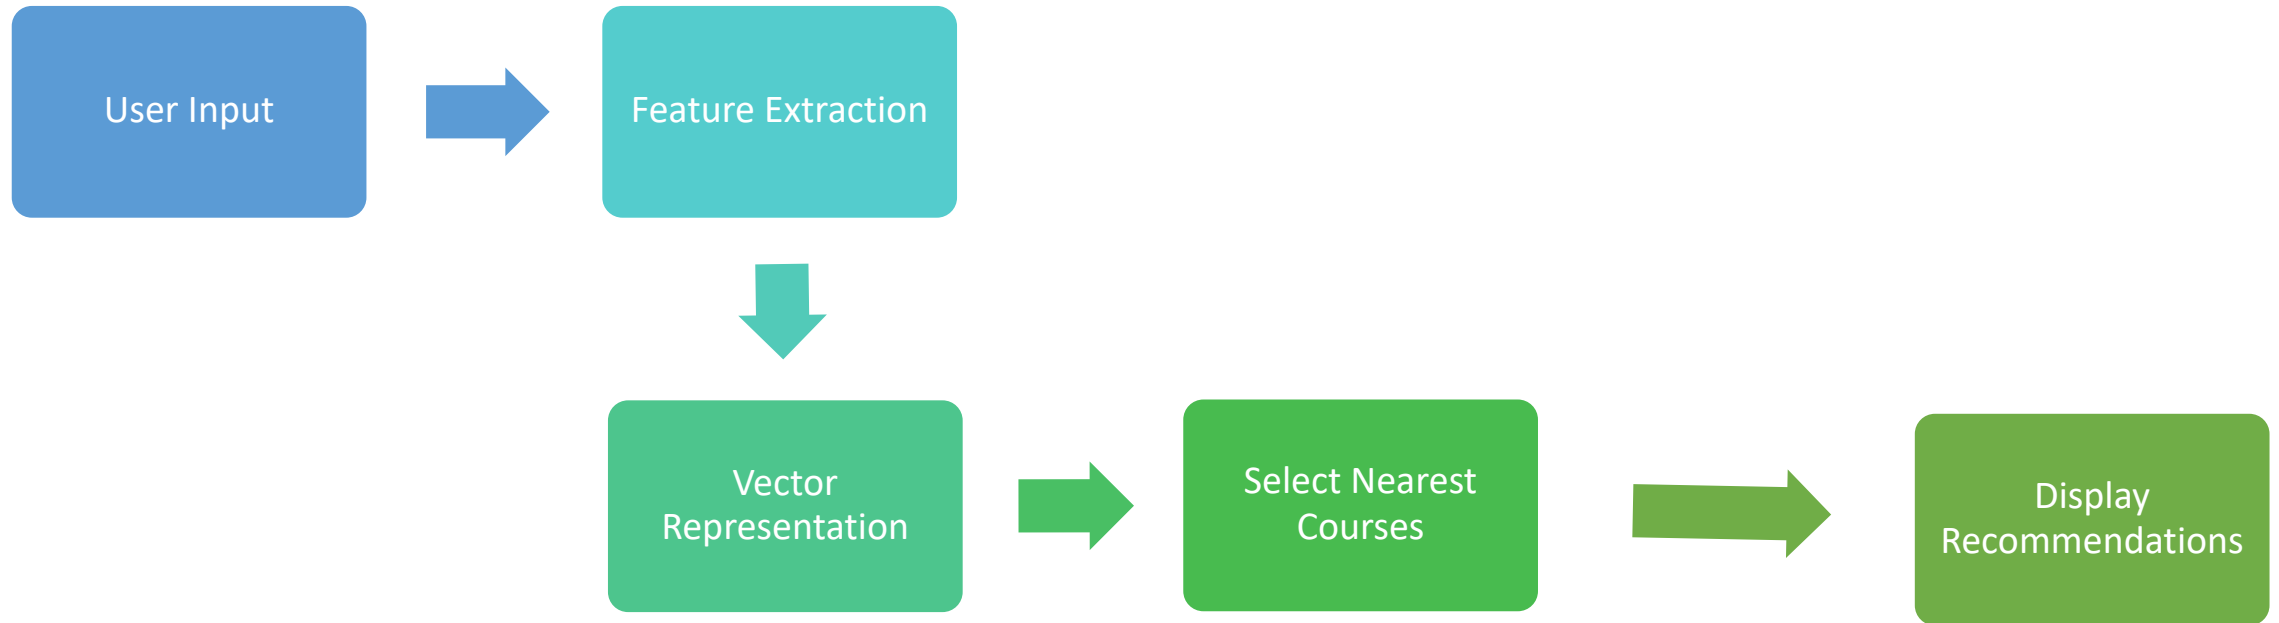 User Input
Feature Extraction
Vector
Representation
Select Nearest
Courses
Display
Recommendations